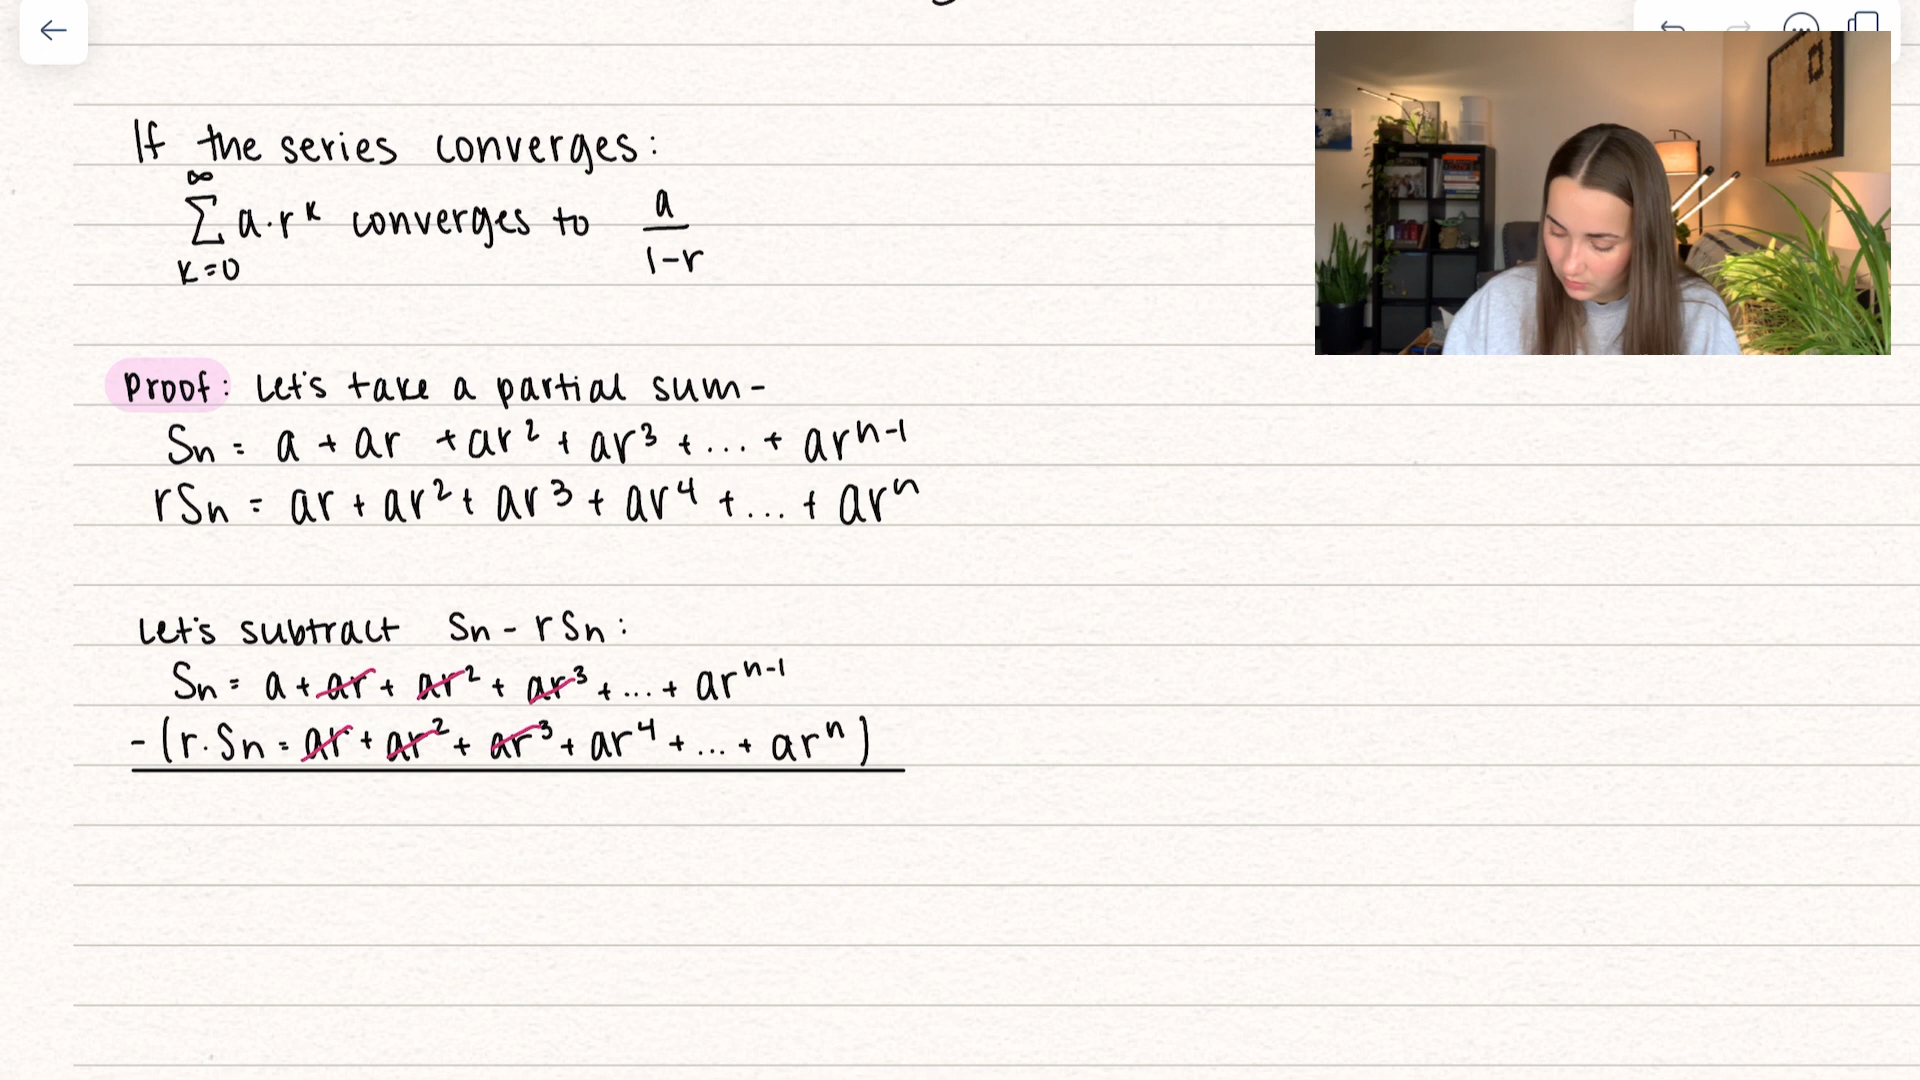 If the series converges:
∞
∑ a·r^k converges to a/(1-r)
k=0
Proof: Let's take a partial sum-
Sn = a + ar + ar² + ar³ + ... + ar^(n-1)
rSn = ar + ar² + ar³ + ar⁴ + ... + ar^n
Let's subtract Sn - rSn:
Sn = a + ar + ar² + ar³ + ... + ar^(n-1)
-(r·Sn = ar + ar² + ar³ + ar⁴ + ... + ar^n)